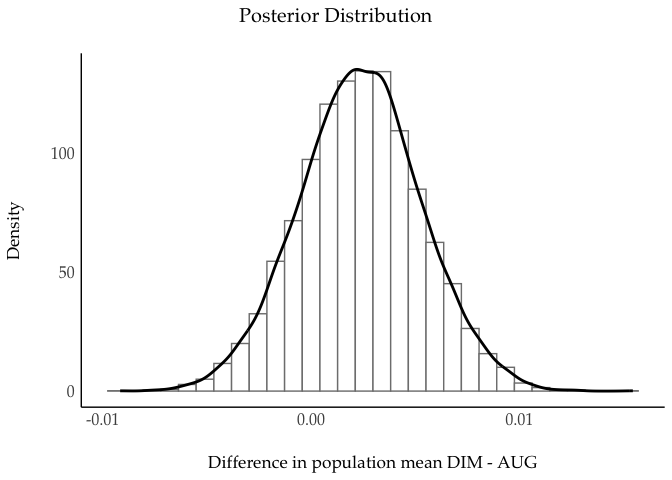 Posterior Distribution
Density
100
50
0
-0.01 0.00 0.01
Difference in population mean DIM - AUG